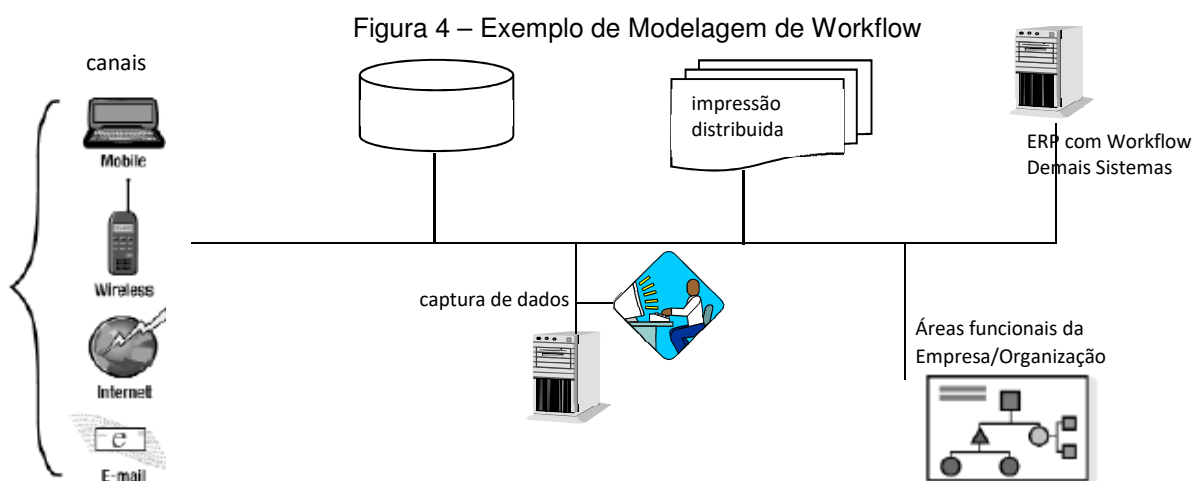 Figura 4 – Exemplo de Modelagem de Workflow
canais
Mobile
Wireless
Internet
E-mail
impressão
distribuida
ERP com Workflow
Demais Sistemas
captura de dados
Áreas funcionais da
Empresa/Organização
e